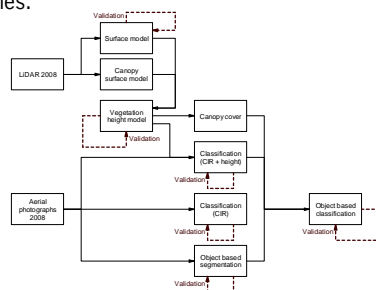 ies.
Validation
Surface model
LiDAR 2008
Canopy
surface model
Vegetation
height model
Canopy cover
Validation
Classification
(CIR + height)
Validation
Aerial
photographs
2008
Classification
(CIR)
Object based
classification
Validation
Validation
Object based
segmentation
Validation